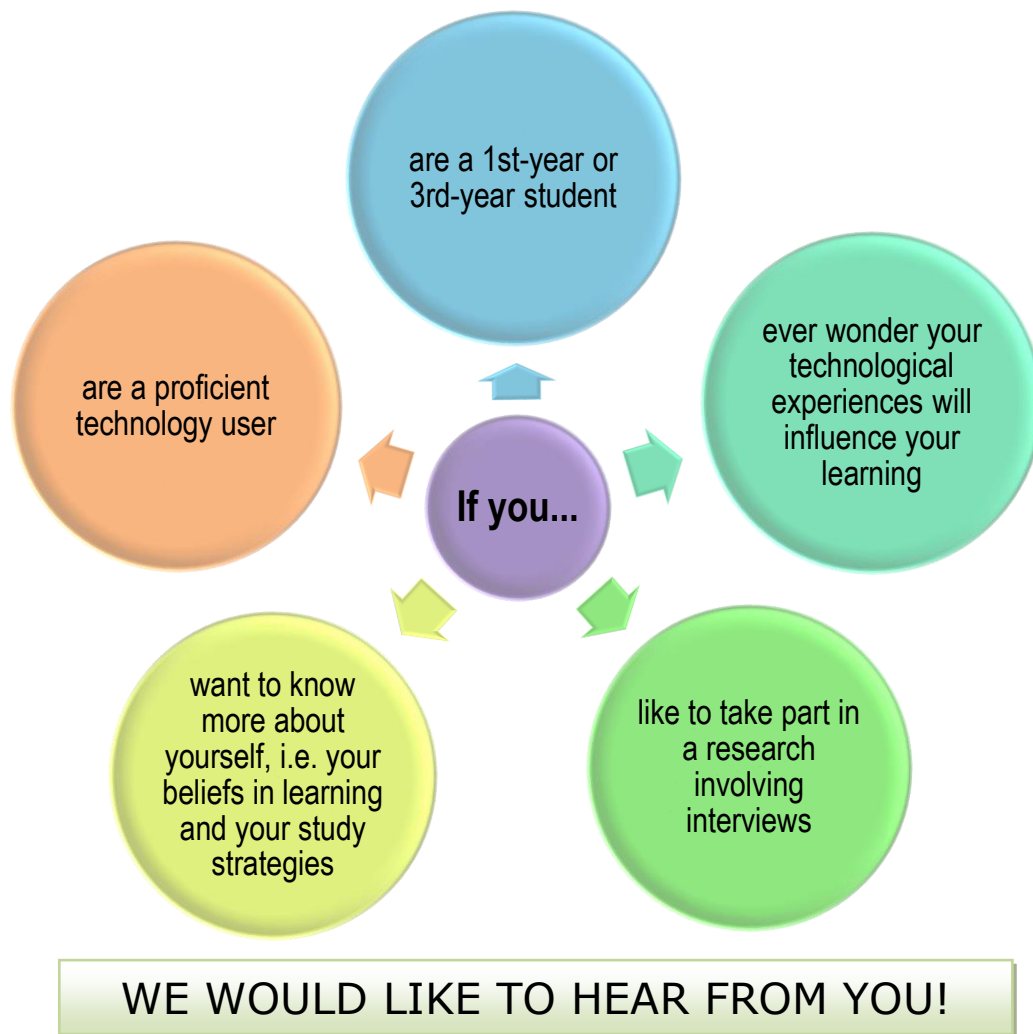 are a 1st-year or
3rd-year student
ever wonder your
technological
experiences will
influence your
learning
are a proficient
technology user
If you...
want to know
more about
yourself, i.e. your
beliefs in learning
and your study
strategies
like to take part in
a research
involving
interviews
WE WOULD LIKE TO HEAR FROM YOU!